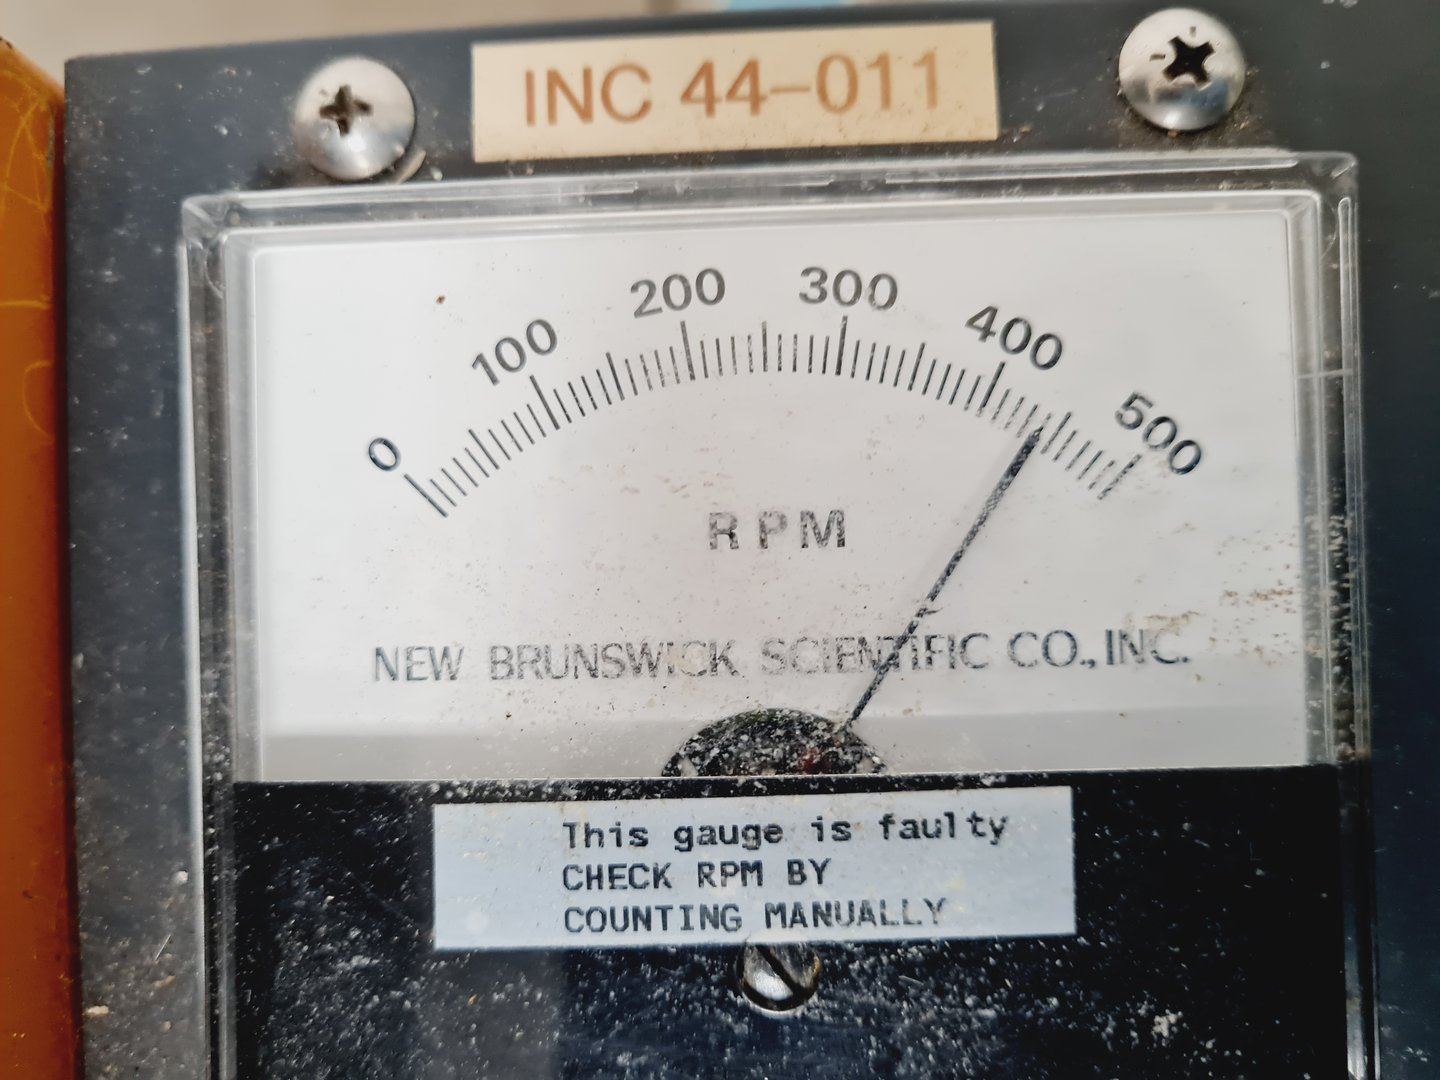 INC 44-011
0 100 200 300 400 500
RPM
NEW BRUNSWICK SCIENTIFIC CO., INC.
This gauge is faulty
CHECK RPM BY
COUNTING MANUALLY